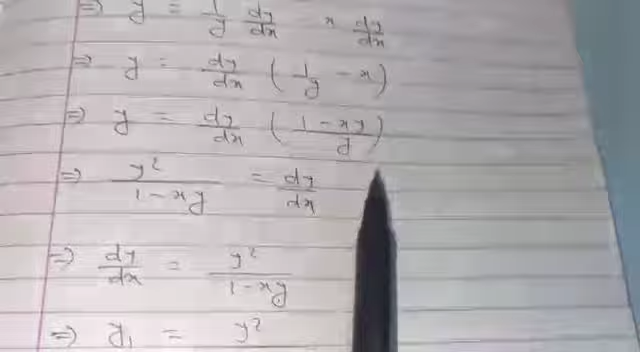 ⇒ y = 1/y dy/dx x dy/dx
⇒ y = dy/dx ( 1/y - x )
⇒ y = dy/dx ( (1-xy)/y )
⇒ y²/(1-xy) = dy/dx
⇒ dy/dx = y²/(1-xy)
⇒ y₁ = y²